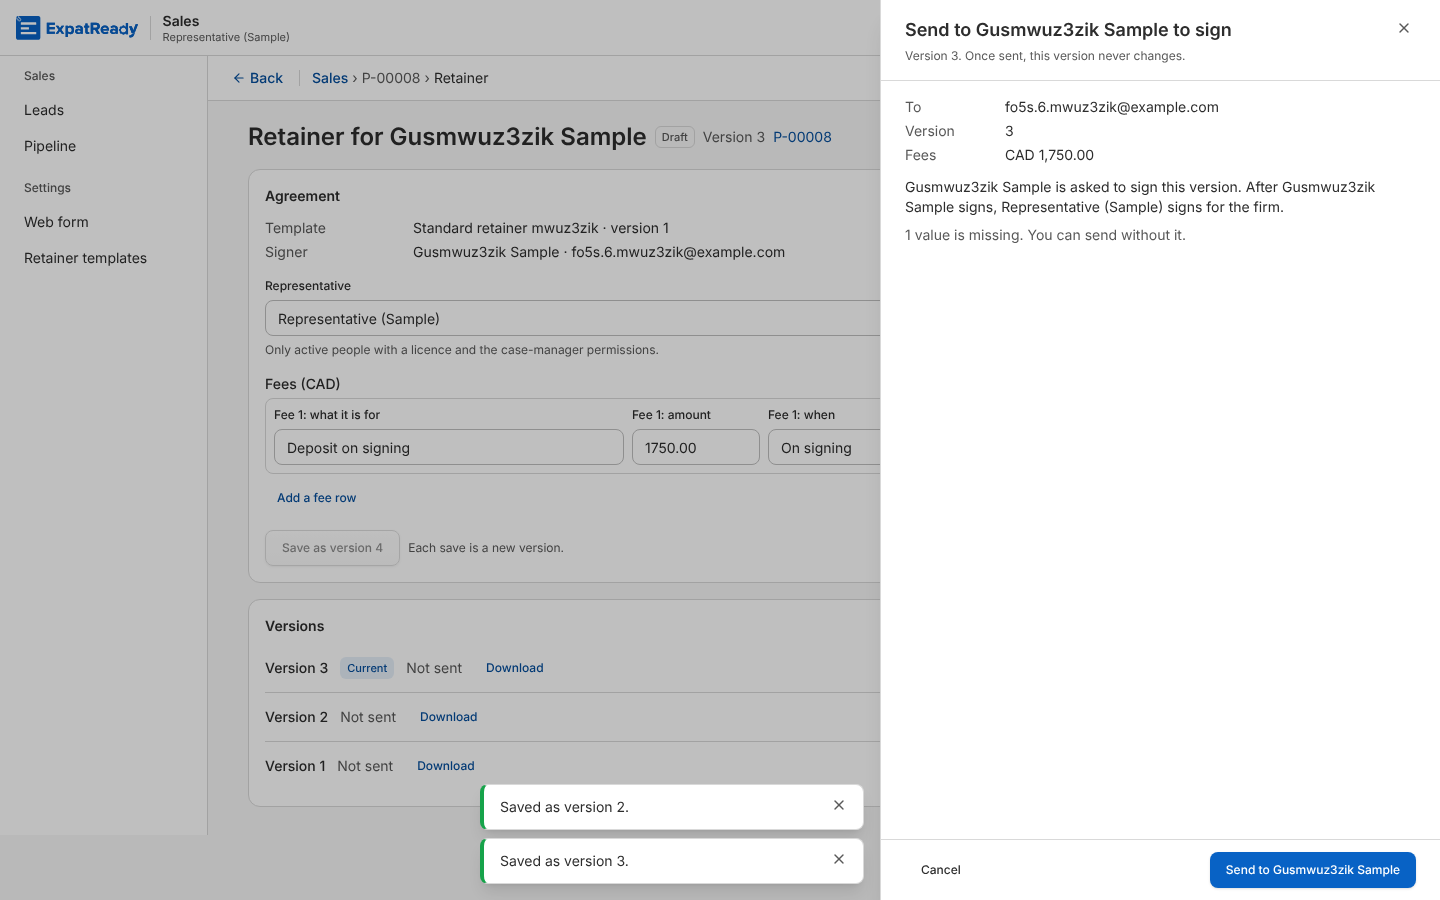 ExpatReady
Sales
Representative (Sample)
Sales
Leads
Pipeline
Settings
Web form
Retainer templates
← Back
Sales › P-00008 › Retainer
Retainer for Gusmwuz3zik Sample Draft Version 3 P-00008
Agreement
Template Standard retainer mwuz3zik · version 1
Signer Gusmwuz3zik Sample · fo5s.6.mwuz3zik@example.com
Representative
Representative (Sample)
Only active people with a licence and the case-manager permissions.
Fees (CAD)
Fee 1: what it is for Fee 1: amount Fee 1: when
Deposit on signing 1750.00 On signing
Add a fee row
Save as version 4 Each save is a new version.
Versions
Version 3 Current Not sent Download
Version 2 Not sent Download
Version 1 Not sent Download
Saved as version 2.
Saved as version 3.
Send to Gusmwuz3zik Sample to sign
Version 3. Once sent, this version never changes.
To fo5s.6.mwuz3zik@example.com
Version 3
Fees CAD 1,750.00
Gusmwuz3zik Sample is asked to sign this version. After Gusmwuz3zik
Sample signs, Representative (Sample) signs for the firm.
1 value is missing. You can send without it.
Cancel
Send to Gusmwuz3zik Sample